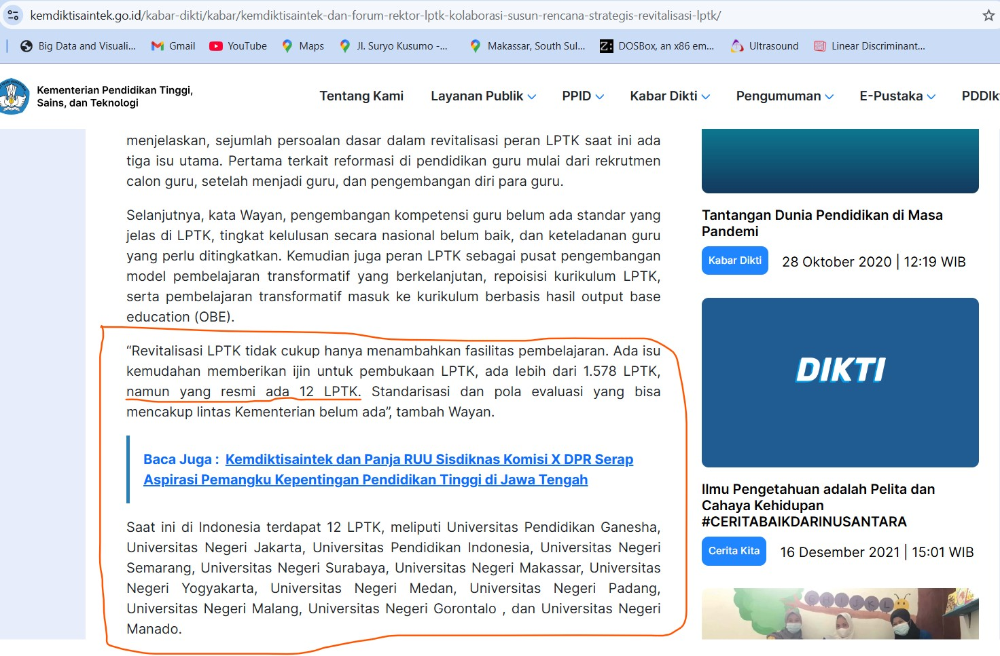 kemdiktisaintek.go.id/kabar-dikti/kabar/kemdiktisaintek-dan-forum-rektor-lptk-kolaborasi-susun-rencana-strategis-revitalisasi-lptk/
Big Data and Visuali...
Gmail
YouTube
Maps
Jl. Suryo Kusumo -...
Makassar, South Sul...
Z:
DOSBox, an x86 em...
Ultrasound
Linear Discriminant...
Kementerian Pendidikan Tinggi,
Sains, dan Teknologi
Tentang Kami
Layanan Publik
PPID
Kabar Dikti
Pengumuman
E-Pustaka
PDDIk
menjelaskan, sejumlah persoalan dasar dalam revitalisasi peran LPTK saat ini ada
tiga isu utama. Pertama terkait reformasi di pendidikan guru mulai dari rekrutmen
calon guru, setelah menjadi guru, dan pengembangan diri para guru.
Selanjutnya, kata Wayan, pengembangan kompetensi guru belum ada standar yang
jelas di LPTK, tingkat kelulusan secara nasional belum baik, dan keteladanan guru
yang perlu ditingkatkan. Kemudian juga peran LPTK sebagai pusat pengembangan
model pembelajaran transformatif yang berkelanjutan, repoisisi kurikulum LPTK,
serta pembelajaran transformatif masuk ke kurikulum berbasis hasil output base
education (OBE).
“Revitalisasi LPTK tidak cukup hanya menambahkan fasilitas pembelajaran. Ada isu
kemudahan memberikan ijin untuk pembukaan LPTK, ada lebih dari 1.578 LPTK,
namun yang resmi ada 12 LPTK. Standarisasi dan pola evaluasi yang bisa
mencakup lintas Kementerian belum ada”, tambah Wayan.
Baca Juga : Kemdiktisaintek dan Panja RUU Sisdiknas Komisi X DPR Serap
Aspirasi Pemangku Kepentingan Pendidikan Tinggi di Jawa Tengah
Saat ini di Indonesia terdapat 12 LPTK, meliputi Universitas Pendidikan Ganesha,
Universitas Negeri Jakarta, Universitas Pendidikan Indonesia, Universitas Negeri
Semarang, Universitas Negeri Surabaya, Universitas Negeri Makassar, Universitas
Negeri Yogyakarta, Universitas Negeri Medan, Universitas Negeri Padang,
Universitas Negeri Malang, Universitas Negeri Gorontalo , dan Universitas Negeri
Manado.
Tantangan Dunia Pendidikan di Masa
Pandemi
Kabar Dikti
28 Oktober 2020 | 12:19 WIB
DIKTI
Ilmu Pengetahuan adalah Pelita dan
Cahaya Kehidupan
#CERITABAIKDARINUSANTARA
Cerita Kita
16 Desember 2021 | 15:01 WIB
GHIJKL